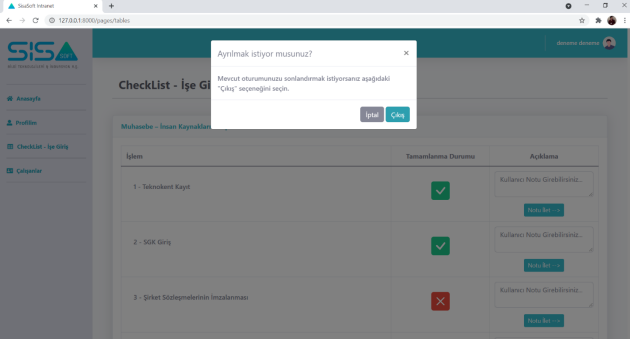 SisaSoft Intranet
127.0.0.1:8000/pages/tables
SISA
SOFT
deneme deneme
Ayrılmak istiyor musunuz?
×
Mevcut oturumunuzu sonlandırmak istiyorsanız aşağıdaki
"Çıkış" seçeneğini seçin.
İptal
Çıkış
Anasayfa
Profilim
CheckList - İşe Giriş
Çalışanlar
CheckList - İşe Gi
Muhasebe - İnsan Kaynakları
İşlem
Tamamlanma Durumu
Açıklama
1 - Teknokent Kayıt
Kullanıcı Notu Girebilirsiniz...
Notu İlet -->
2 - SGK Giriş
Kullanıcı Notu Girebilirsiniz...
Notu İlet -->
3 - Şirket Sözleşmelerinin İmzalanması
Kullanıcı Notu Girebilirsiniz...
Notu İlet -->